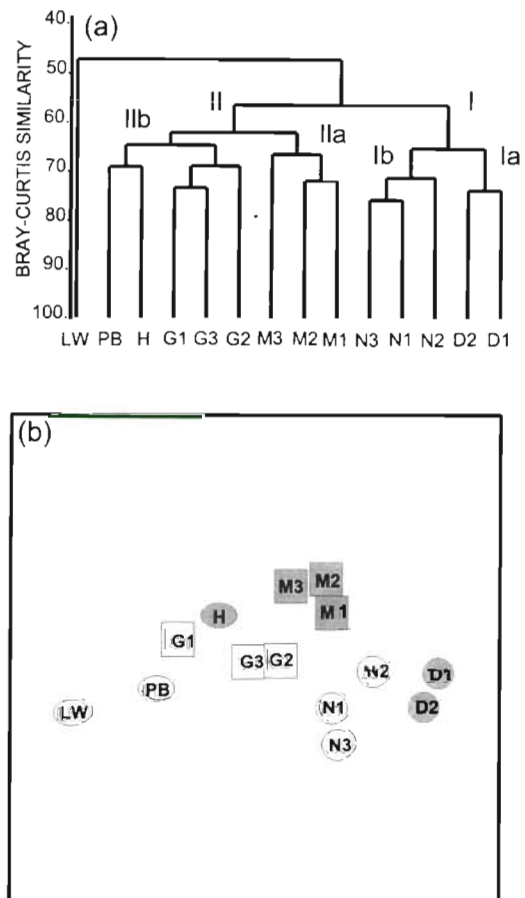 (a)
BRAY-CURTIS SIMILARITY
40.
50.
60.
70.
80.
90.
100.
I
II
IIb
IIa
Ib
Ia
LW PB H G1 G3 G2 M3 M2 M1 N3 N1 N2 D2 D1
(b)
M3 M2
M1
H
G1
G3 G2
N2 D1
PB
LW N1 D2
N3